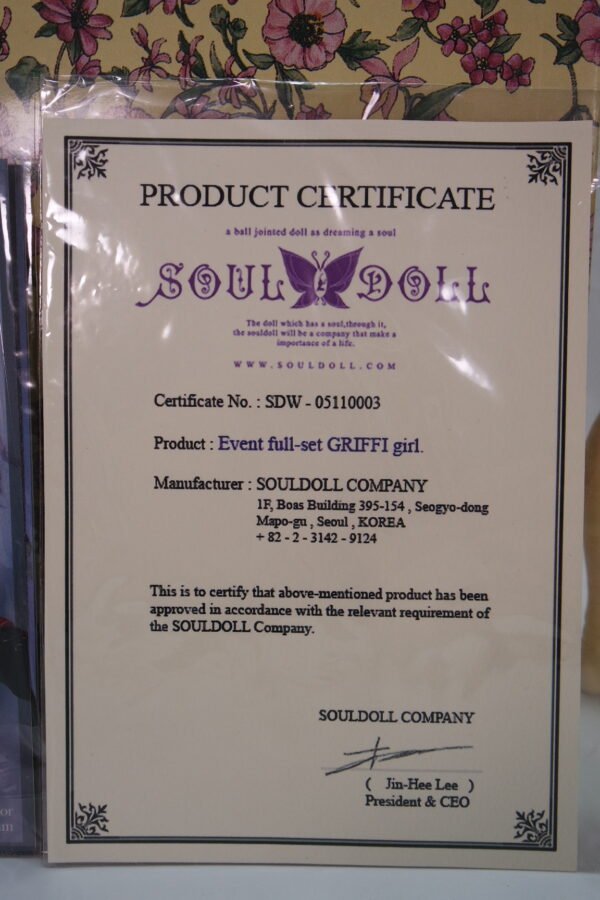 PRODUCT CERTIFICATE
a ball jointed doll as dreaming a soul
SOUL DOLL
The doll which has a soul,through it,
the souldoll will be a company that make a
importance of a life.
WWW.SOULDOLL.COM
Certificate No. : SDW - 05110003
Product : Event full-set GRIFFI girl.
Manufacturer : SOULDOLL COMPANY
1F, Boas Building 395-154 , Seogyo-dong
Mapo-gu , Seoul , KOREA
+ 82 - 2 - 3142 - 9124
This is to certify that above-mentioned product has been
approved in accordance with the relevant requirement of
the SOULDOLL Company.
SOULDOLL COMPANY
( Jin-Hee Lee )
President & CEO